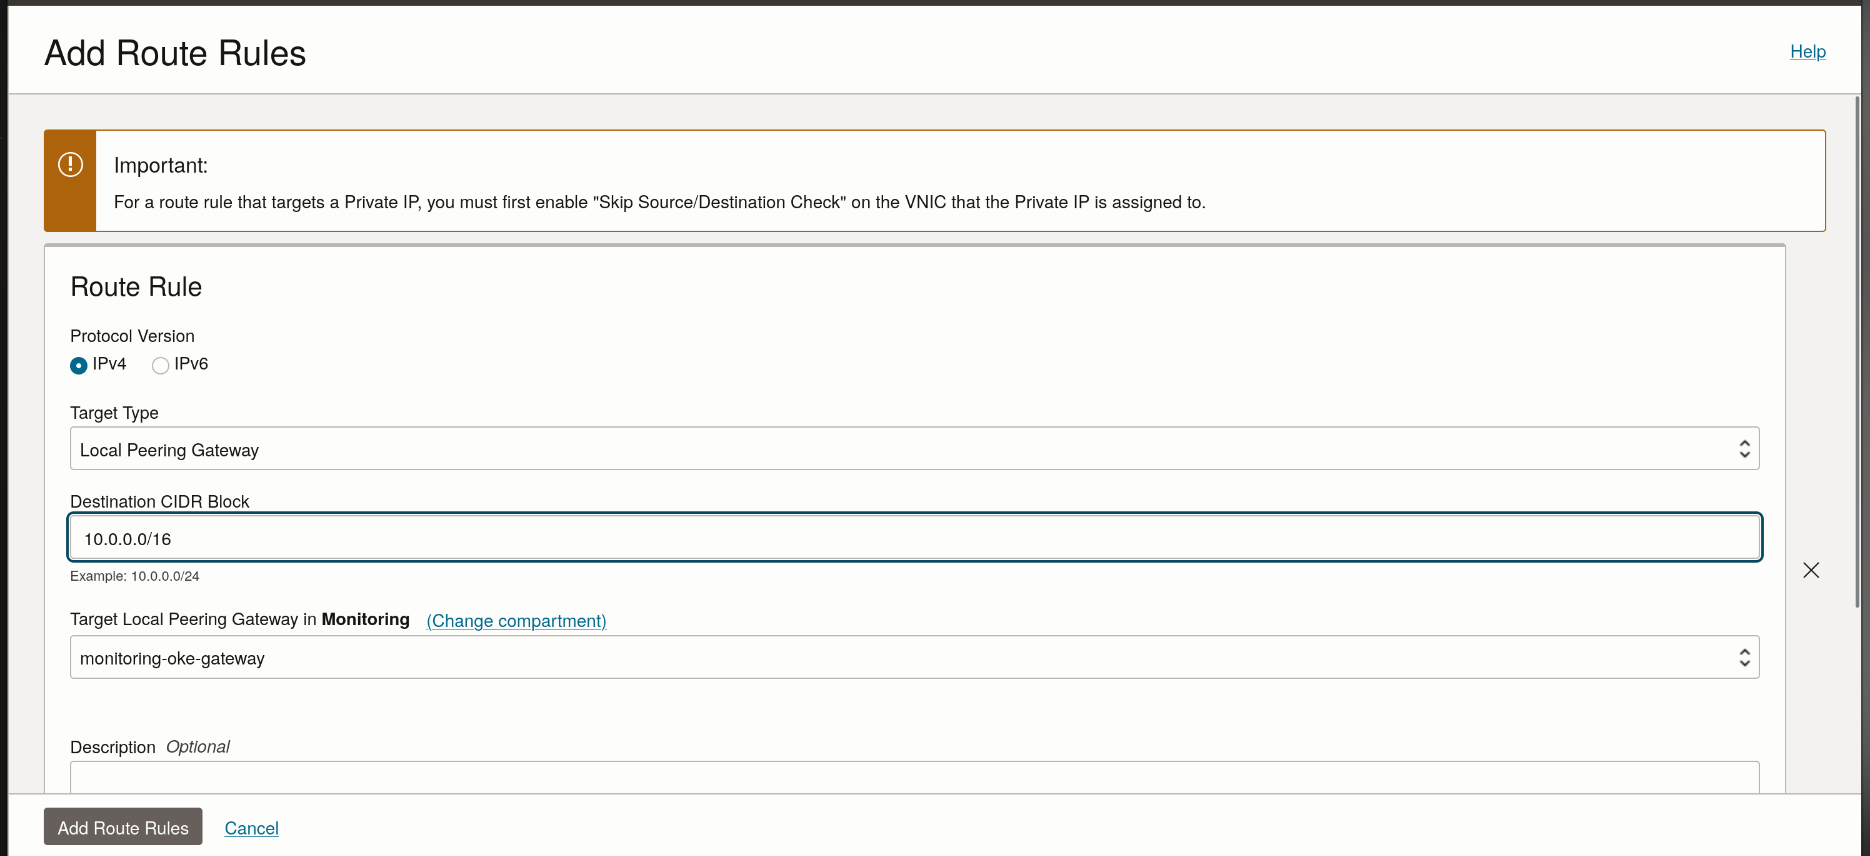 Add Route Rules
Help
Important:
For a route rule that targets a Private IP, you must first enable "Skip Source/Destination Check" on the VNIC that the Private IP is assigned to.
Route Rule
Protocol Version
IPv4 IPv6
Target Type
Local Peering Gateway
Destination CIDR Block
10.0.0.0/16
Example: 10.0.0.0/24
Target Local Peering Gateway in Monitoring (Change compartment)
monitoring-oke-gateway
Description Optional
Add Route Rules Cancel